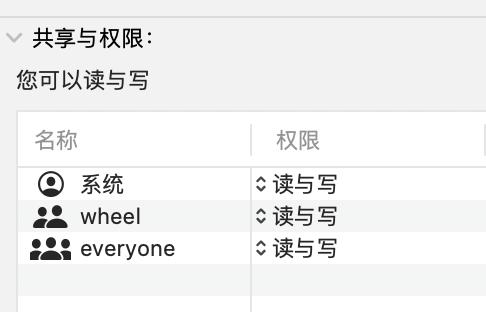 共享与权限：
您可以读与写
名称 权限
系统 读与写
wheel 读与写
everyone 读与写